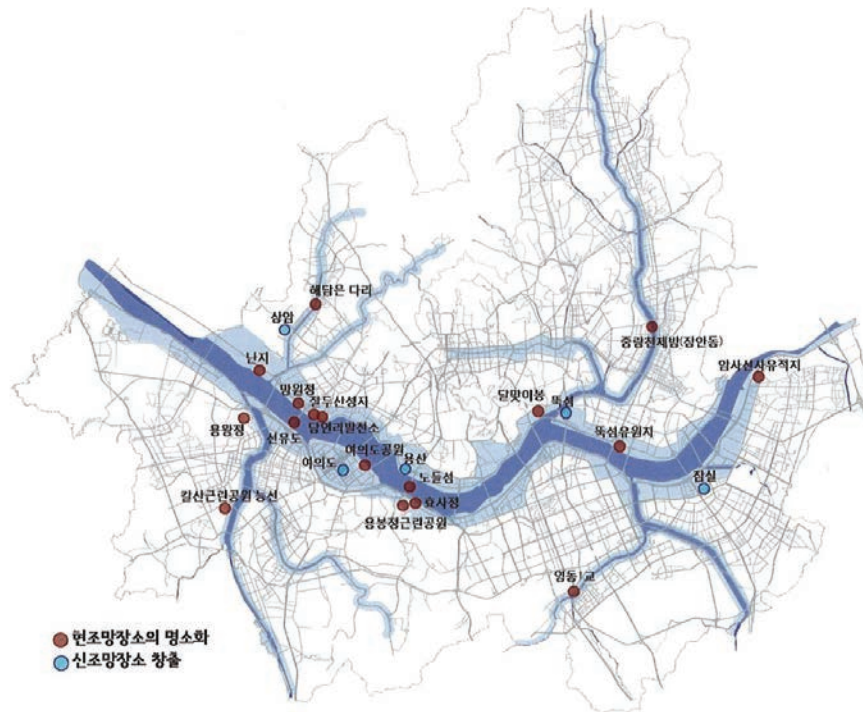 해담은 다리
상암
중랑천제방(장안동)
난지
암사선사유적지
망원정
절두산성지
달맞이봉
뚝섬
용왕정
당인리발전소
선유도
뚝섬유원지
여의도공원
용산
여의도
노들섬
잠실
갈산근린공원 능선
효사정
용봉정근린공원
영동1교
현조망장소의 명소화
신조망장소 창출